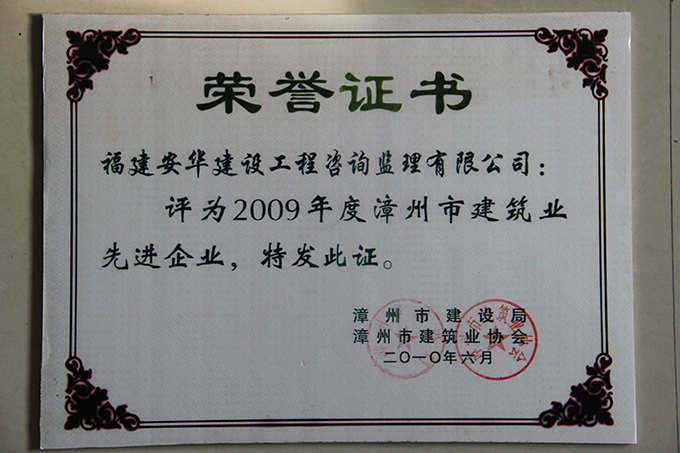 荣誉证书
福建安华建设工程咨询监理有限公司：
评为2009年度漳州市建筑业
先进企业，特发此证。
漳州市建设局
漳州市建筑业协会
二〇一〇年六月